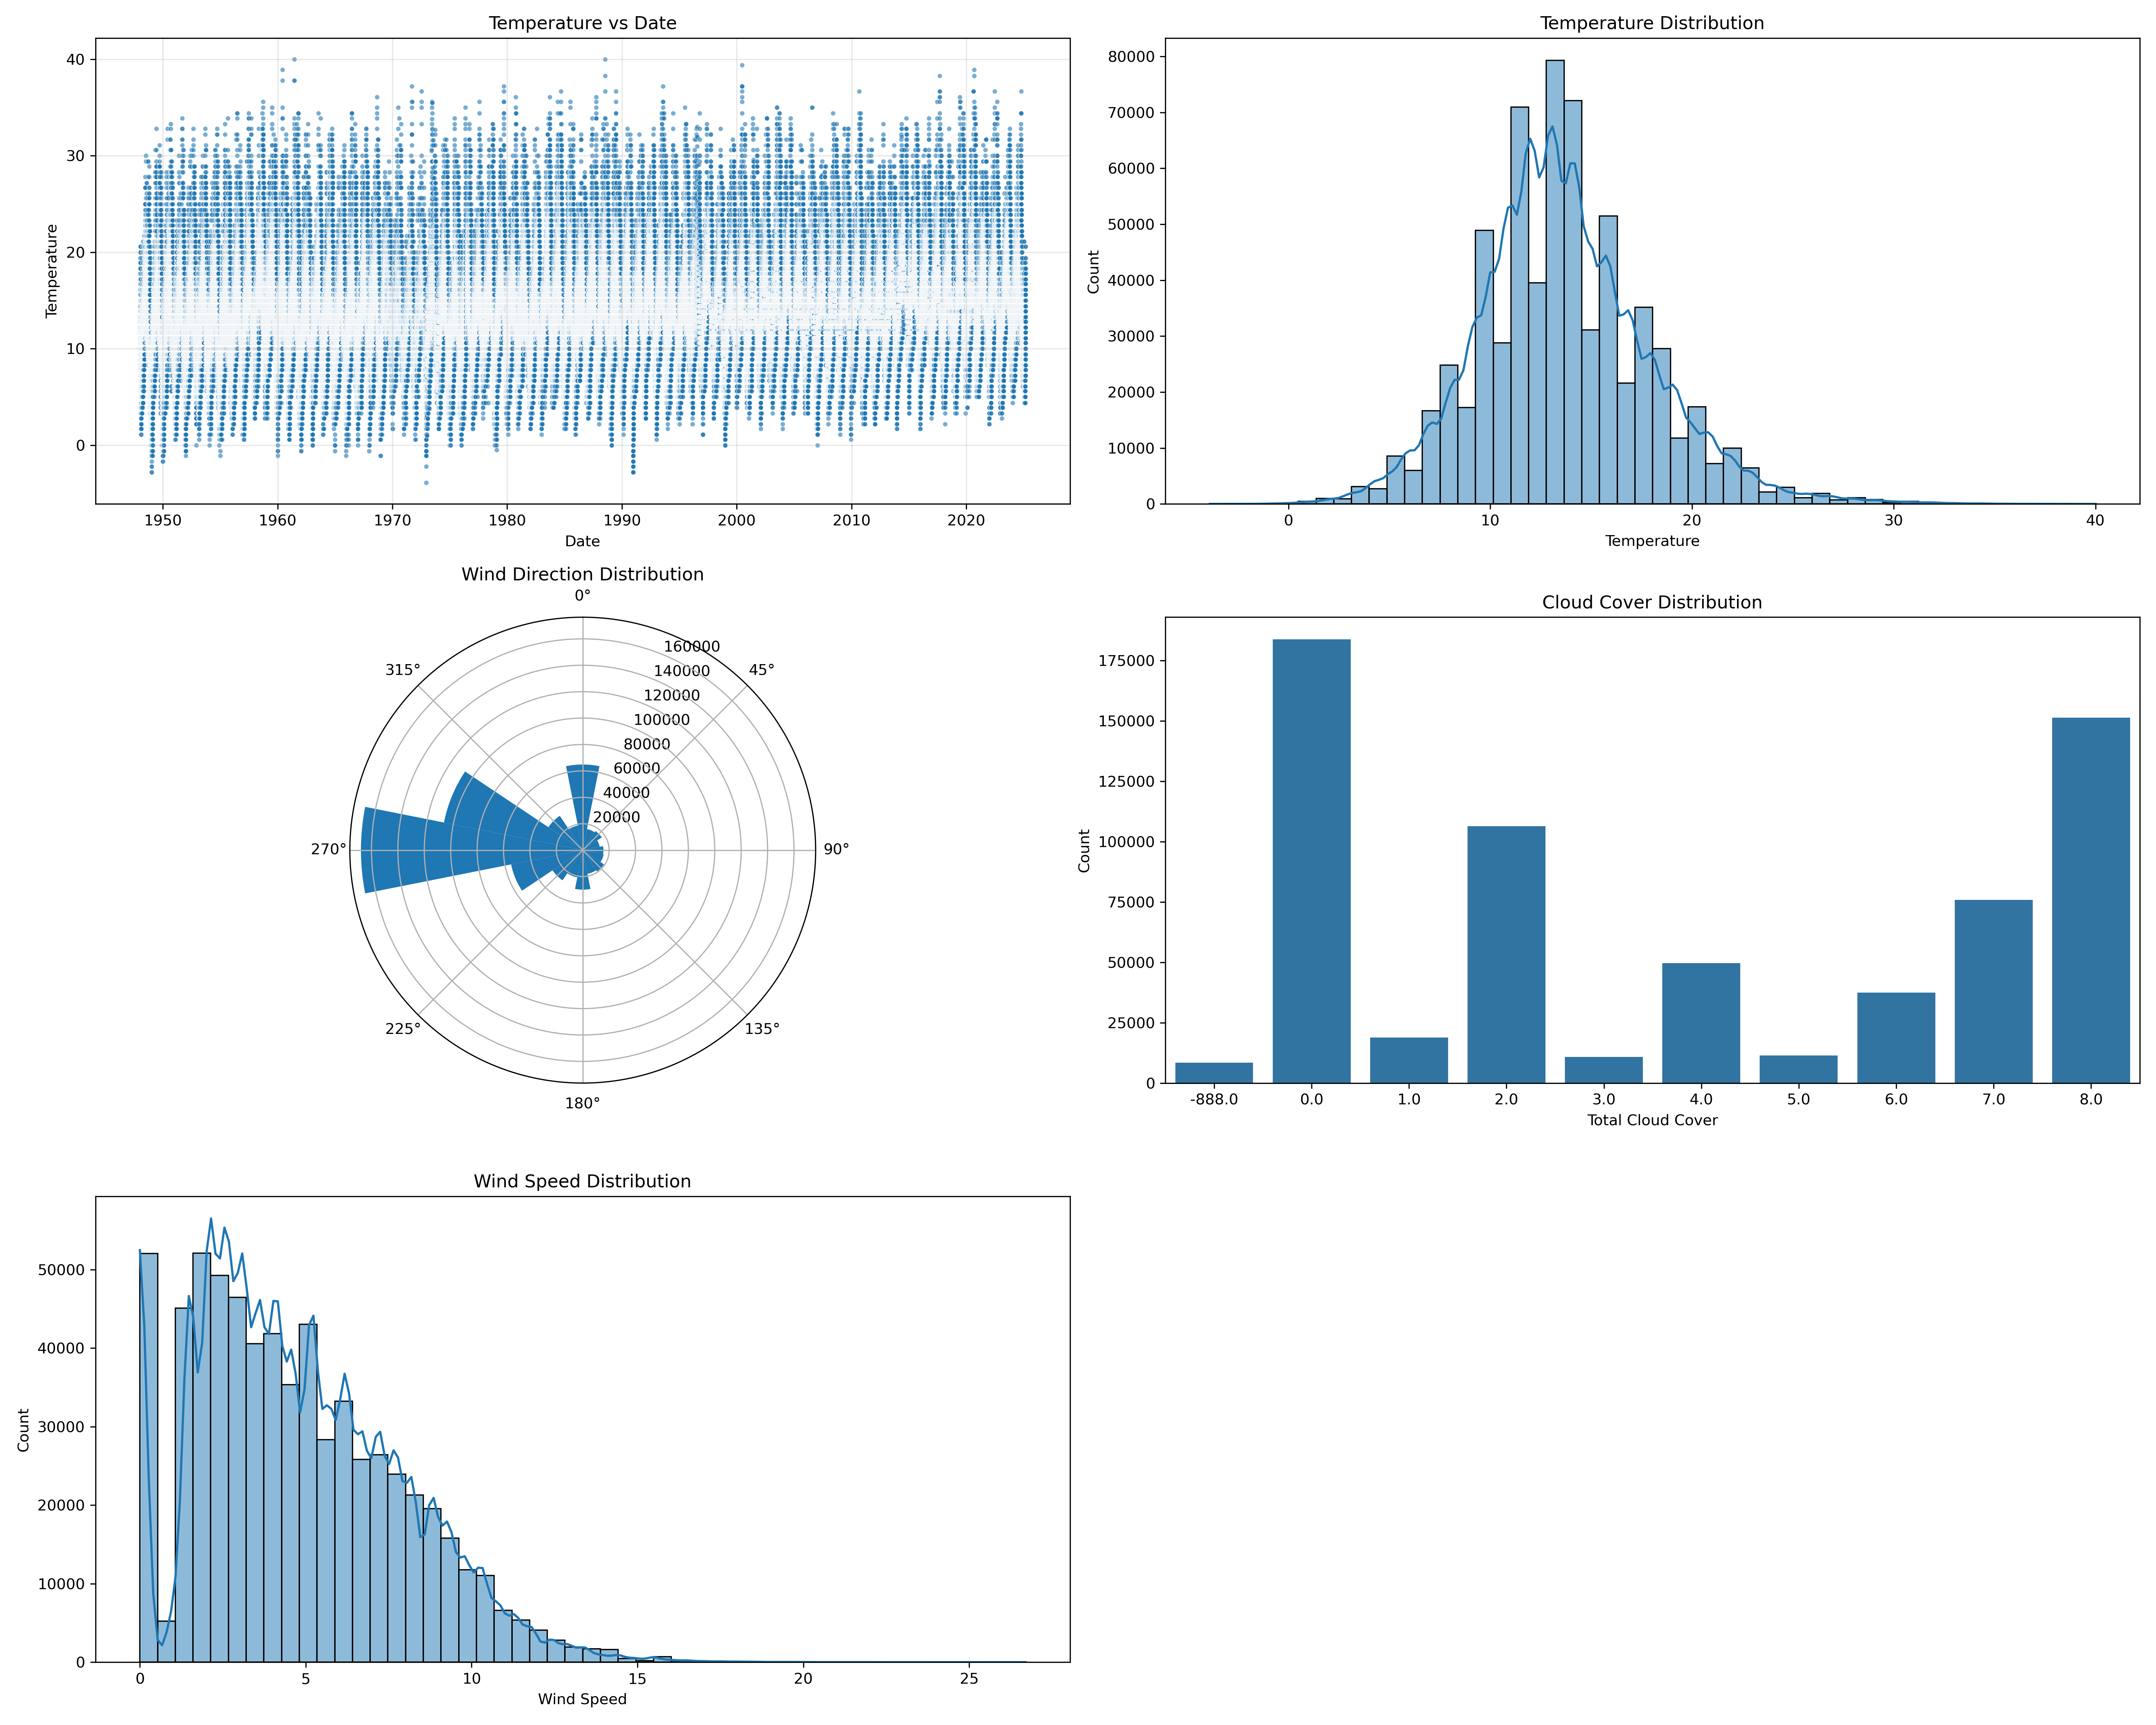 Temperature vs Date
40
30
20
10
0
Temperature
1950 1960 1970 1980 1990 2000 2010 2020
Date
Temperature Distribution
80000
70000
60000
50000
40000
30000
20000
10000
0
Count
0 10 20 30 40
Temperature
Wind Direction Distribution
0°
315°
45°
270°
90°
225°
135°
180°
160000
140000
120000
100000
80000
60000
40000
20000
Cloud Cover Distribution
175000
150000
125000
100000
75000
50000
25000
0
Count
-888.0 0.0 1.0 2.0 3.0 4.0 5.0 6.0 7.0 8.0
Total Cloud Cover
Wind Speed Distribution
50000
40000
30000
20000
10000
0
Count
0 5 10 15 20 25
Wind Speed